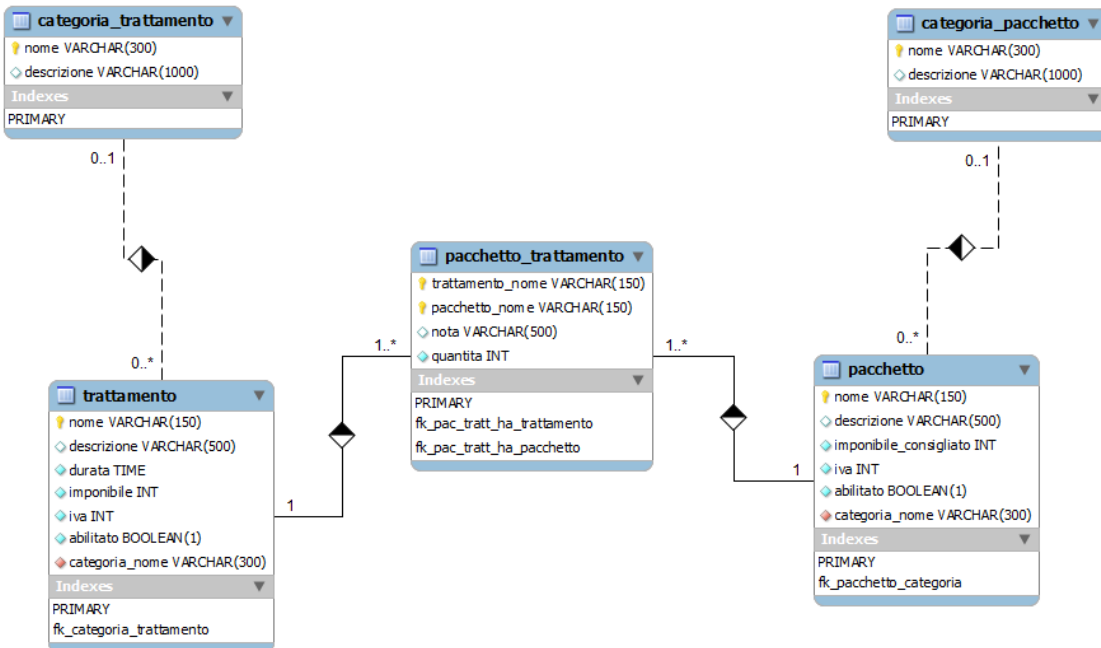 categoria_trattamento
nome VARCHAR(300)
descrizione VARCHAR(1000)
Indexes
PRIMARY
0..1
0..*
categoria_pacchetto
nome VARCHAR(300)
descrizione VARCHAR(1000)
Indexes
PRIMARY
0..1
0..*
pacchetto_trattamento
trattamento_nome VARCHAR(150)
pacchetto_nome VARCHAR(150)
nota VARCHAR(500)
quantita INT
Indexes
PRIMARY
fk_pac_tratt_ha_trattamento
fk_pac_tratt_ha_pacchetto
1..*
1..*
1
1
trattamento
nome VARCHAR(150)
descrizione VARCHAR(500)
durata TIME
imponibile INT
iva INT
abilitato BOOLEAN(1)
categoria_nome VARCHAR(300)
Indexes
PRIMARY
fk_categoria_trattamento
pacchetto
nome VARCHAR(150)
descrizione VARCHAR(500)
imponibile_consigliato INT
iva INT
abilitato BOOLEAN(1)
categoria_nome VARCHAR(300)
Indexes
PRIMARY
fk_pacchetto_categoria